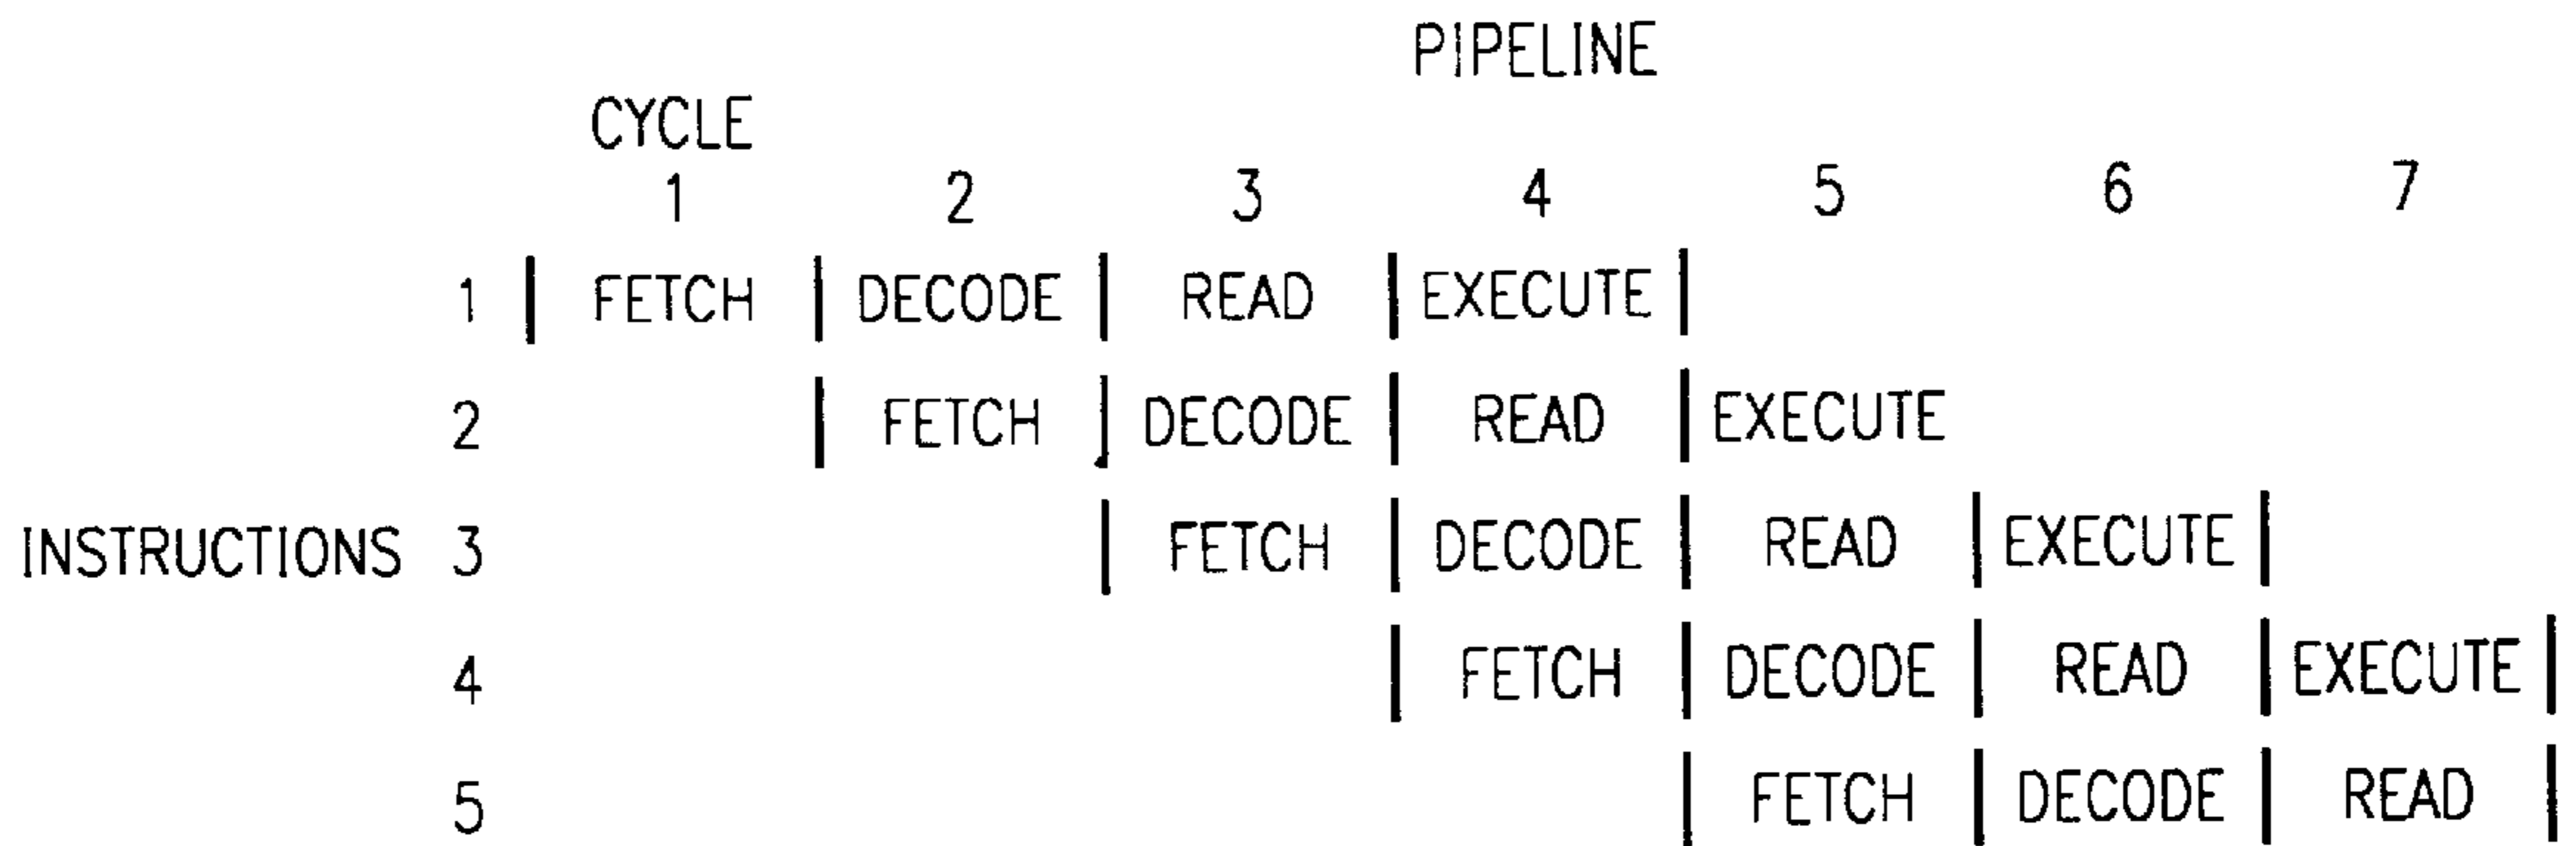 PIPELINE
CYCLE
1 2 3 4 5 6 7
1 | FETCH | DECODE | READ | EXECUTE |
2 | FETCH | DECODE | READ | EXECUTE
INSTRUCTIONS 3 | FETCH | DECODE | READ | EXECUTE |
4 | FETCH | DECODE | READ | EXECUTE |
5 | FETCH | DECODE | READ |